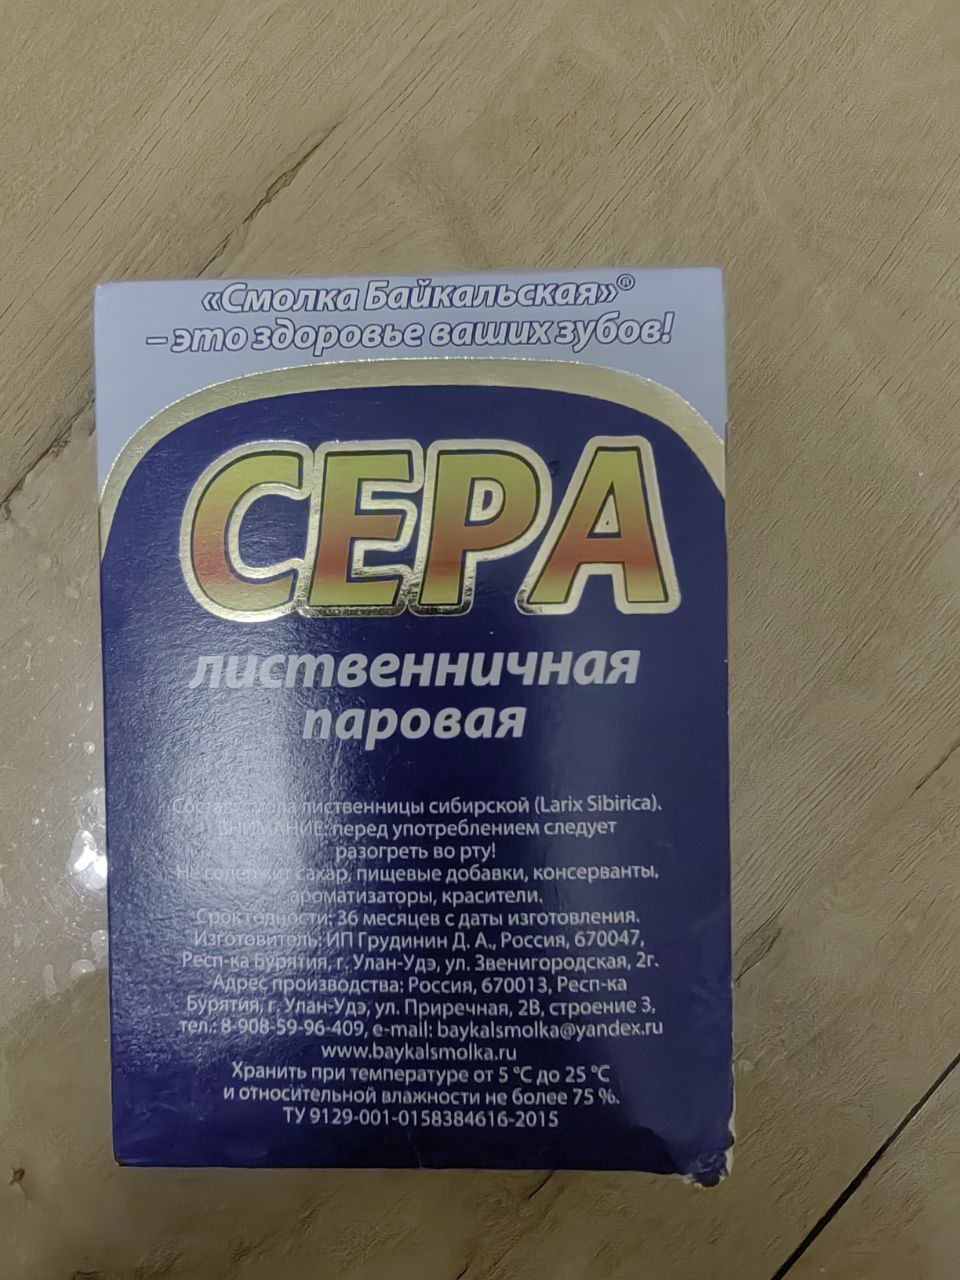 «Смолка Байкальская»®
– это здоровье ваших зубов!
СЕРА
лиственничная
паровая
Состав: смола лиственницы сибирской (Larix Sibirica).
ВНИМАНИЕ: перед употреблением следует
разогреть во рту!
Не содержит сахар, пищевые добавки, консерванты,
ароматизаторы, красители.
Срок годности: 36 месяцев с даты изготовления.
Изготовитель: ИП Грудинин Д. А., Россия, 670047,
Респ-ка Бурятия, г. Улан-Удэ, ул. Звенигородская, 2г.
Адрес производства: Россия, 670013, Респ-ка
Бурятия, г. Улан-Удэ, ул. Приречная, 2В, строение 3.
тел.: 8-908-59-96-409, e-mail: baykalsmolka@yandex.ru
www.baykalsmolka.ru
Хранить при температуре от 5 °С до 25 °С
и относительной влажности не более 75 %.
ТУ 9129-001-0158384616-2015